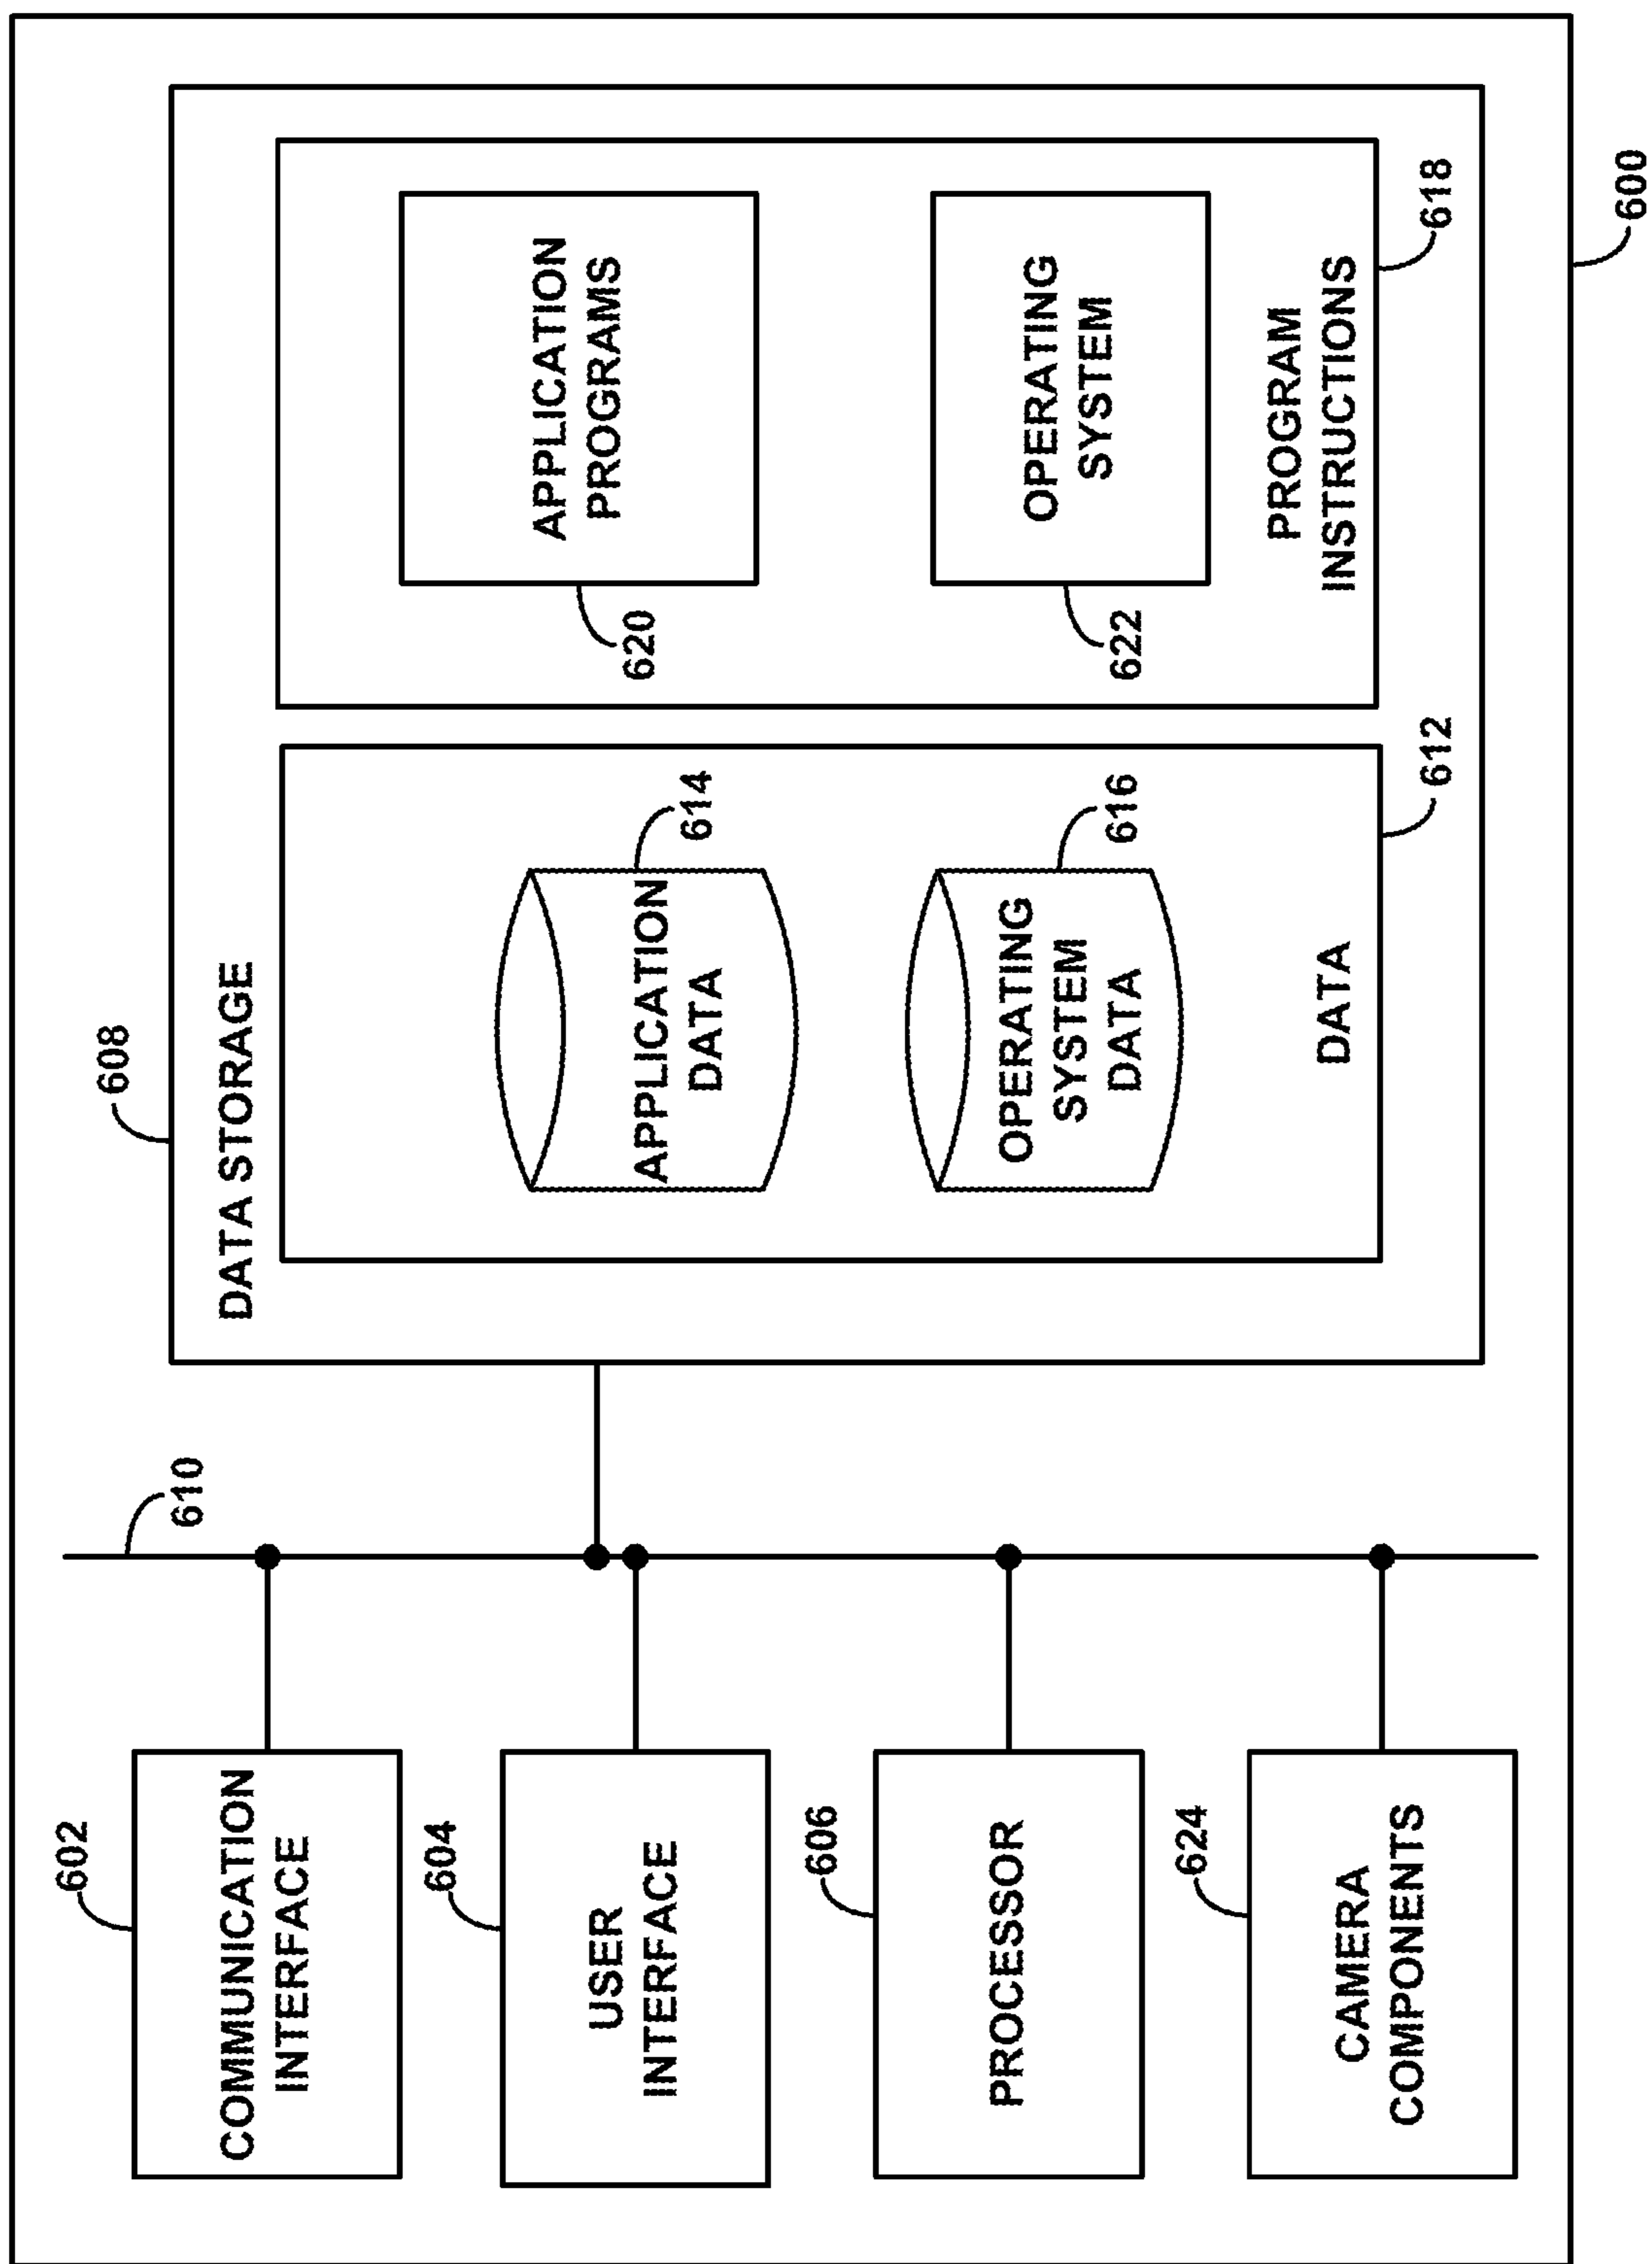 602
COMMUNICATION
INTERFACE
604
USER
INTERFACE
606
PROCESSOR
624
CAMERA
COMPONENTS
610
608
DATA STORAGE
614
APPLICATION
DATA
616
OPERATING
SYSTEM
DATA
DATA
612
APPLICATION
PROGRAMS
620
OPERATING
SYSTEM
622
PROGRAM
INSTRUCTIONS
618
600